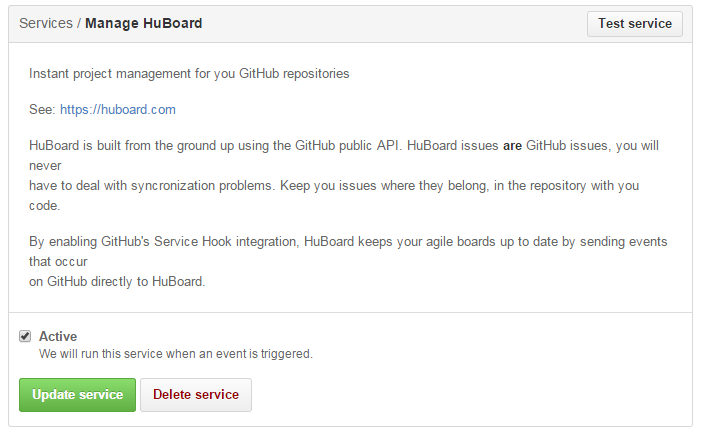 Services / Manage HuBoard
Test service
Instant project management for you GitHub repositories
See: https://huboard.com
HuBoard is built from the ground up using the GitHub public API. HuBoard issues are GitHub issues, you will
never
have to deal with syncronization problems. Keep you issues where they belong, in the repository with you
code.
By enabling GitHub's Service Hook integration, HuBoard keeps your agile boards up to date by sending events
that occur
on GitHub directly to HuBoard.
Active
We will run this service when an event is triggered.
Update service
Delete service